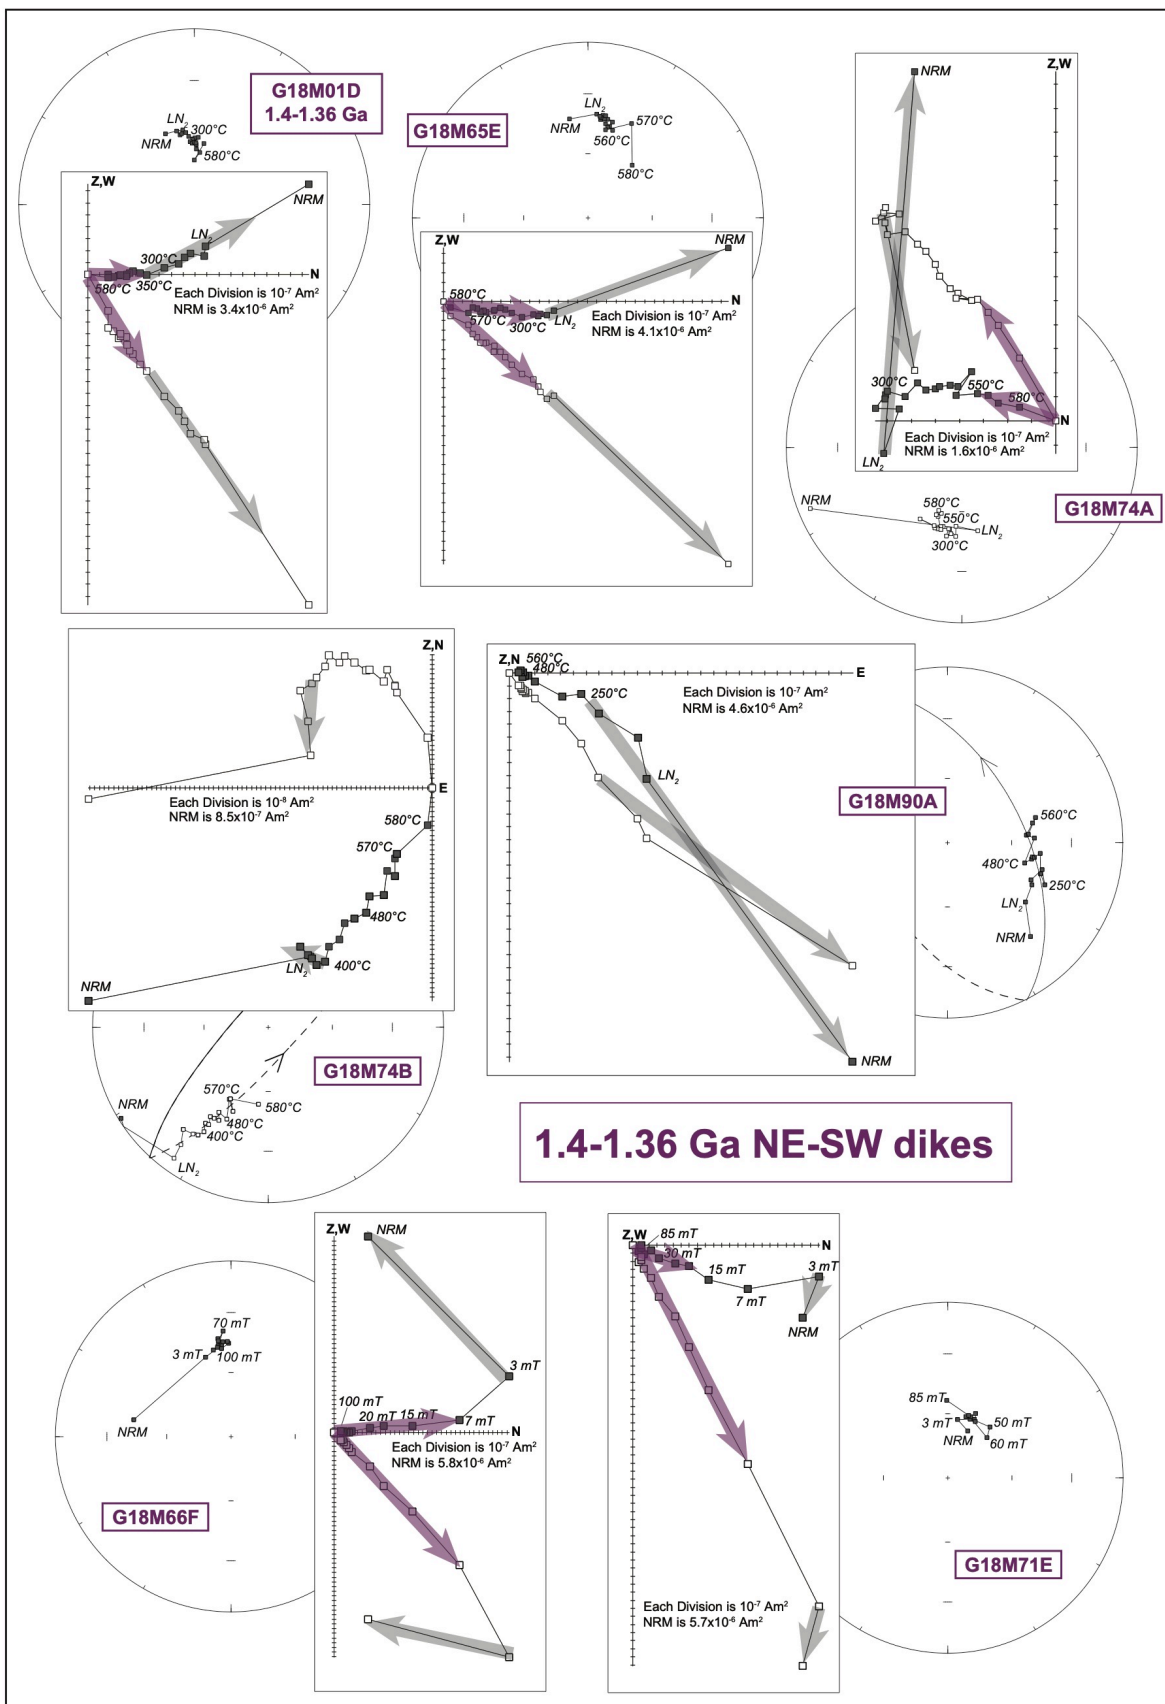 G18M01D
1.4-1.36 Ga
LN2
300°C
NRM
580°C
Z,W
NRM
LN2
300°C
N
580°C
350°C
Each Division is 10-7 Am2
NRM is 3.4x10-6 Am2
G18M65E
LN2
570°C
NRM
560°C
580°C
Z,W
NRM
580°C
N
570°C
300°C
LN2
Each Division is 10-7 Am2
NRM is 4.1x10-6 Am2
Z,W
NRM
300°C
550°C
580°C
N
Each Division is 10-7 Am2
NRM is 1.6x10-6 Am2
LN2
G18M74A
NRM
580°C
550°C
LN2
300°C
Z,N
E
Each Division is 10-8 Am2
NRM is 8.5x10-7 Am2
580°C
570°C
480°C
LN2
400°C
NRM
G18M74B
NRM
570°C
580°C
480°C
400°C
LN2
Z,N
560°C
480°C
E
250°C
Each Division is 10-7 Am2
NRM is 4.6x10-6 Am2
LN2
NRM
G18M90A
560°C
480°C
250°C
LN2
NRM
1.4-1.36 Ga NE-SW dikes
70 mT
3 mT
100 mT
NRM
G18M66F
Z,W
NRM
3 mT
100 mT
20 mT
15 mT
7 mT
N
Each Division is 10-7 Am2
NRM is 5.8x10-6 Am2
Z,W
85 mT
N
30 mT
15 mT
3 mT
7 mT
NRM
Each Division is 10-7 Am2
NRM is 5.7x10-6 Am2
85 mT
3 mT
50 mT
NRM
60 mT
G18M71E